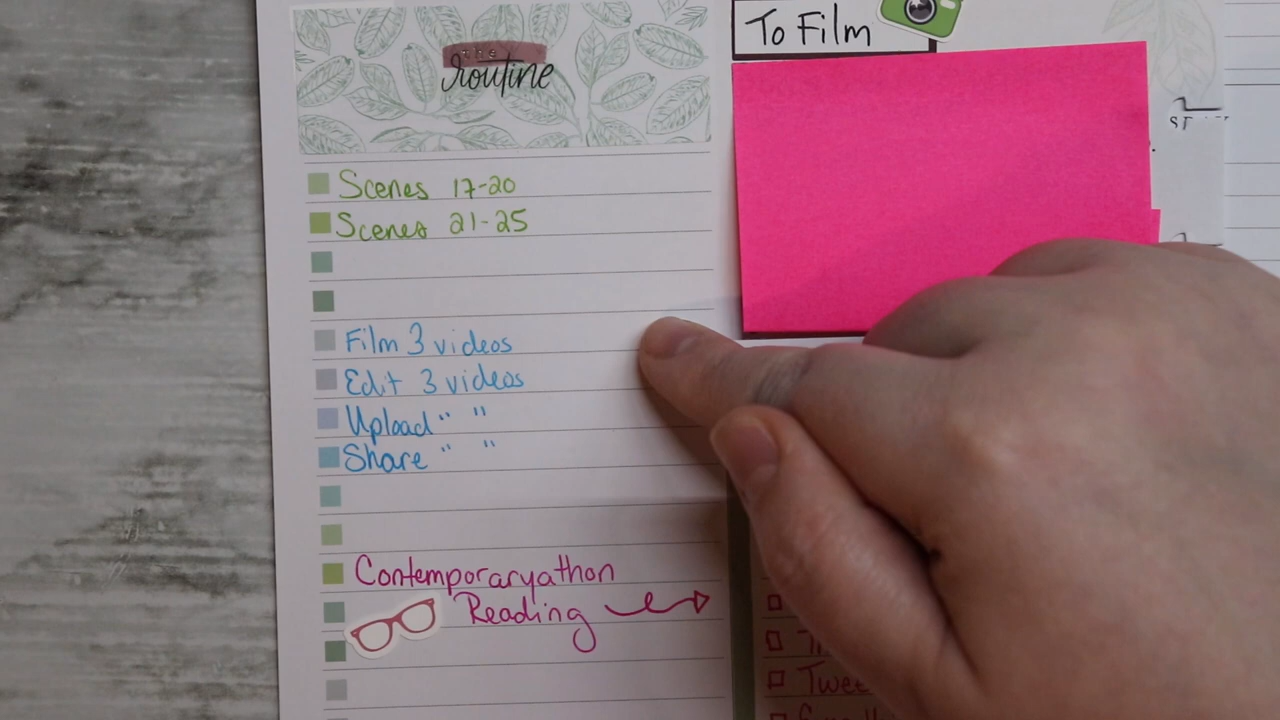 the
routine
Scenes 17-20
Scenes 21-25
Film 3 videos
Edit 3 videos
Upload " "
Share " "
Contemporaryathon
Reading
To Film